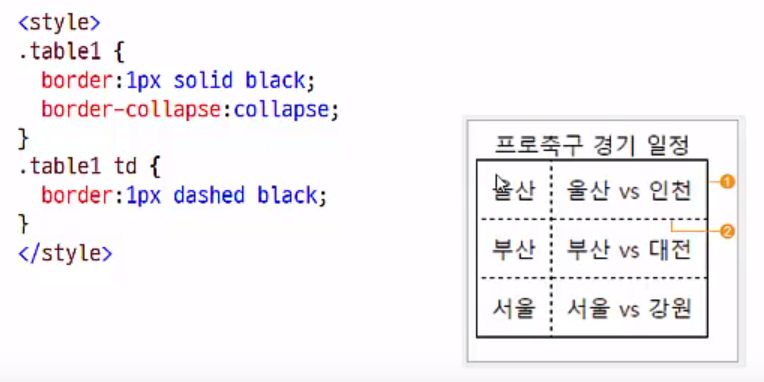 <style>
.table1 {
border:1px solid black;
border-collapse:collapse;
}
.table1 td {
border:1px dashed black;
}
</style>
프로축구 경기 일정
울산 울산 vs 인천
1
2
부산 부산 vs 대전
서울 서울 vs 강원